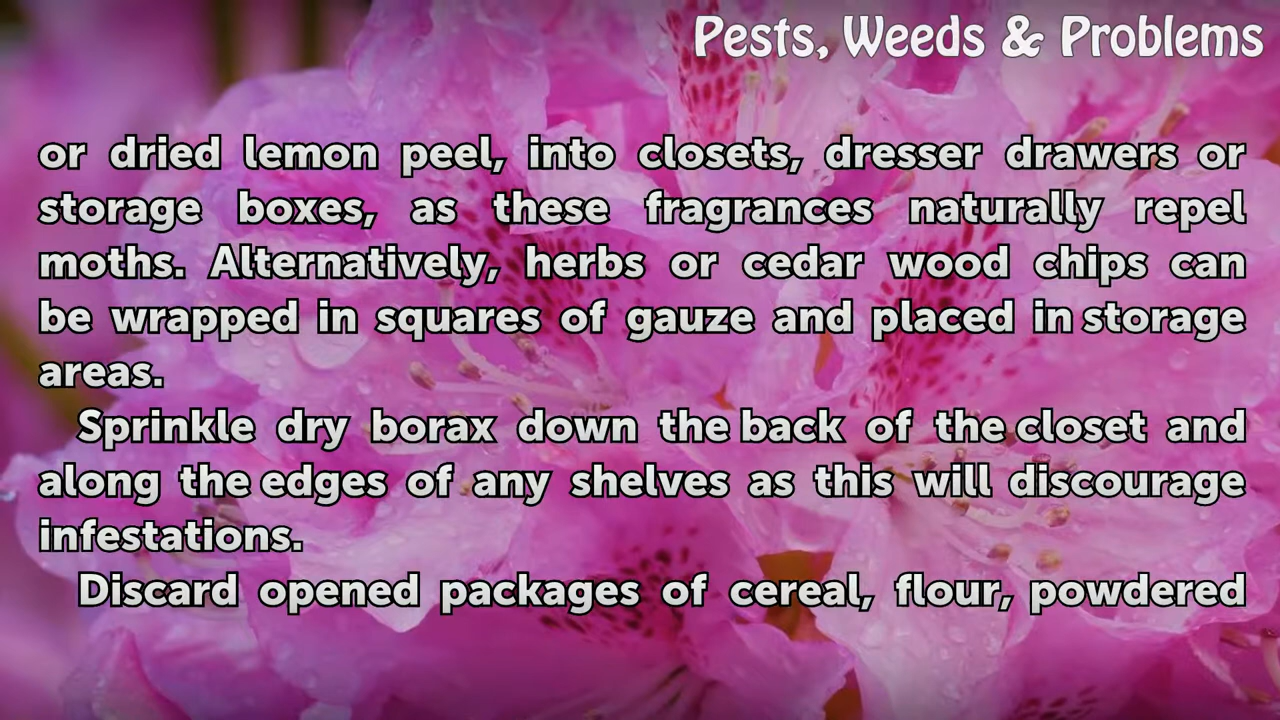 Pests, Weeds & Problems
or dried lemon peel, into closets, dresser drawers or
storage boxes, as these fragrances naturally repel
moths. Alternatively, herbs or cedar wood chips can
be wrapped in squares of gauze and placed in storage
areas.
Sprinkle dry borax down the back of the closet and
along the edges of any shelves as this will discourage
infestations.
Discard opened packages of cereal, flour, powdered